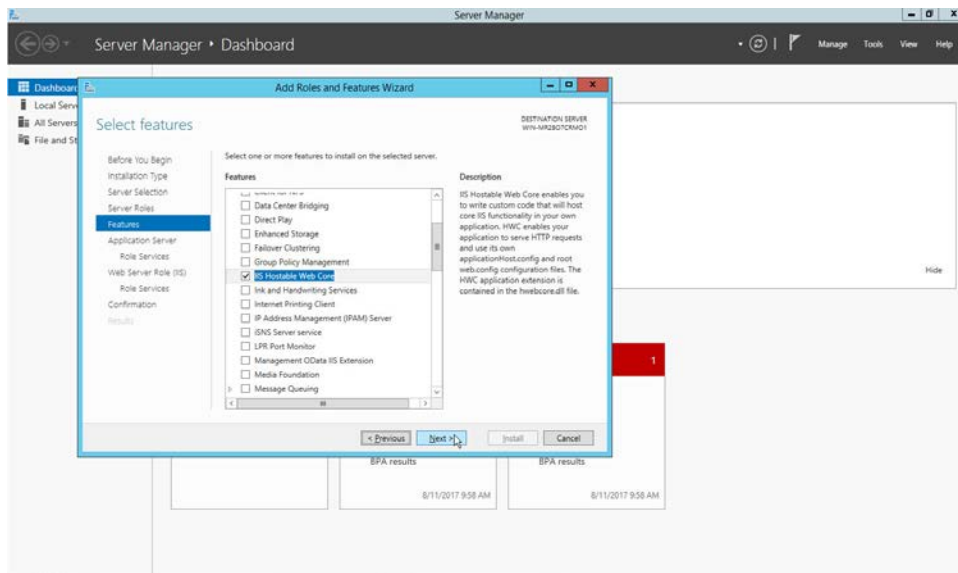 Server Manager
Server Manager • Dashboard
Manage Tools View Help
Dashboard
Local Serv
All Servers
File and St
Add Roles and Features Wizard
Select features
DESTINATION SERVER
Before You Begin
Installation Type
Server Selection
Server Roles
Features
Application Server
Role Services
Web Server Role (IIS)
Role Services
Confirmation
Results
Select one or more features to install on the selected server.
Features
Data Center Bridging
Direct Play
Enhanced Storage
Failover Clustering
Group Policy Management
IIS Hostable Web Core
Ink and Handwriting Services
Internet Printing Client
IP Address Management (IPAM) Server
iSNS Server service
LPR Port Monitor
Management OData IIS Extension
Media Foundation
Message Queuing
Description
IIS Hostable Web Core enables you
to write custom code that will host
core IIS functionality in your own
application. HWC enables your
application to serve HTTP requests
and use its own
applicationHost.config and root
web.config configuration files. The
HWC application extension is
contained in the hwebcore.dll file.
< Previous Next > Install Cancel
Hide
1
BPA results
8/11/2017 9:58 AM
BPA results
8/11/2017 9:58 AM